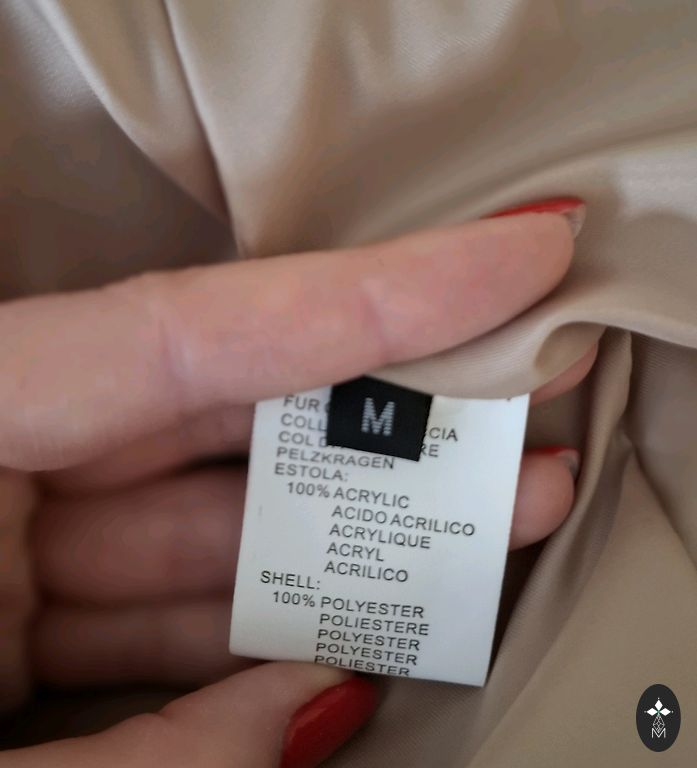 M
FUR
COLL CIA
COL D RE
PELZKRAGEN
ESTOLA:
100% ACRYLIC
ACIDO ACRILICO
ACRYLIQUE
ACRYL
ACRILICO
SHELL:
100% POLYESTER
POLIESTERE
POLYESTER
POLYESTER
POLIESTER
M